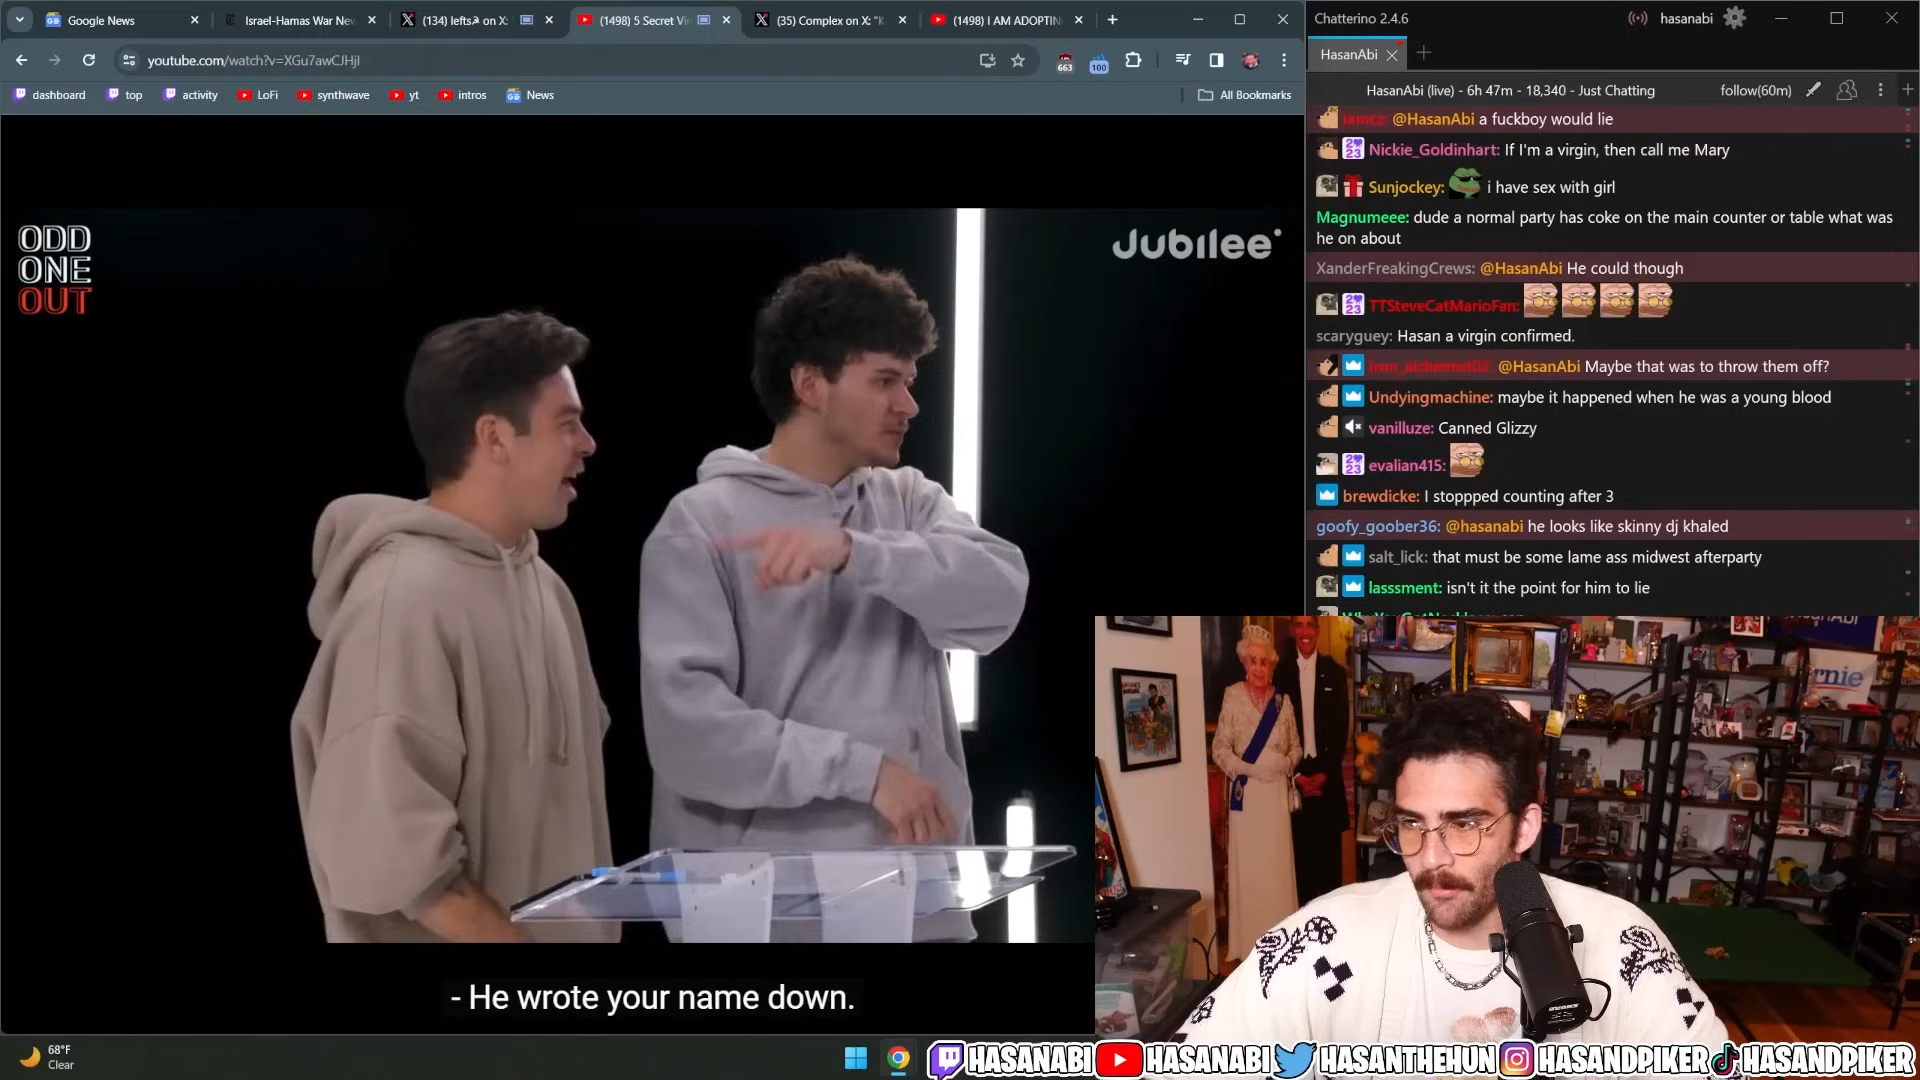 Google News
Israel-Hamas War Nev
(134) lefts on X:
(1498) 5 Secret Vi
(35) Complex on X: "K
(1498) I AM ADOPTIN
youtube.com/watch?v=XGu7awCJHjI
663
100
dashboard
top
activity
LoFi
synthwave
yt
intros
News
All Bookmarks
ODD
ONE
OUT
Jubilee
- He wrote your name down.
Chatterino 2.4.6
hasanabi
HasanAbi
HasanAbi (live) - 6h 47m - 18,340 - Just Chatting
follow(60m)
@HasanAbi a fuckboy would lie
Nickie_Goldinhart: If I'm a virgin, then call me Mary
Sunjockey: i have sex with girl
Magnumeee: dude a normal party has coke on the main counter or table what was
he on about
XanderFreakingCrews: @HasanAbi He could though
TTSteveCatMarioFan:
scaryguey: Hasan a virgin confirmed.
iron_alchemist02: @HasanAbi Maybe that was to throw them off?
Undyingmachine: maybe it happened when he was a young blood
vanilluze: Canned Glizzy
evalian415:
brewdicke: I stoppped counting after 3
goofy_goober36: @hasanabi he looks like skinny dj khaled
salt_lick: that must be some lame ass midwest afterparty
lasssment: isn't it the point for him to lie
rnie
68°F
Clear
HASANABI
HASANABI
HASANTHEHUN
HASANDPIKER
HASANDPIKER